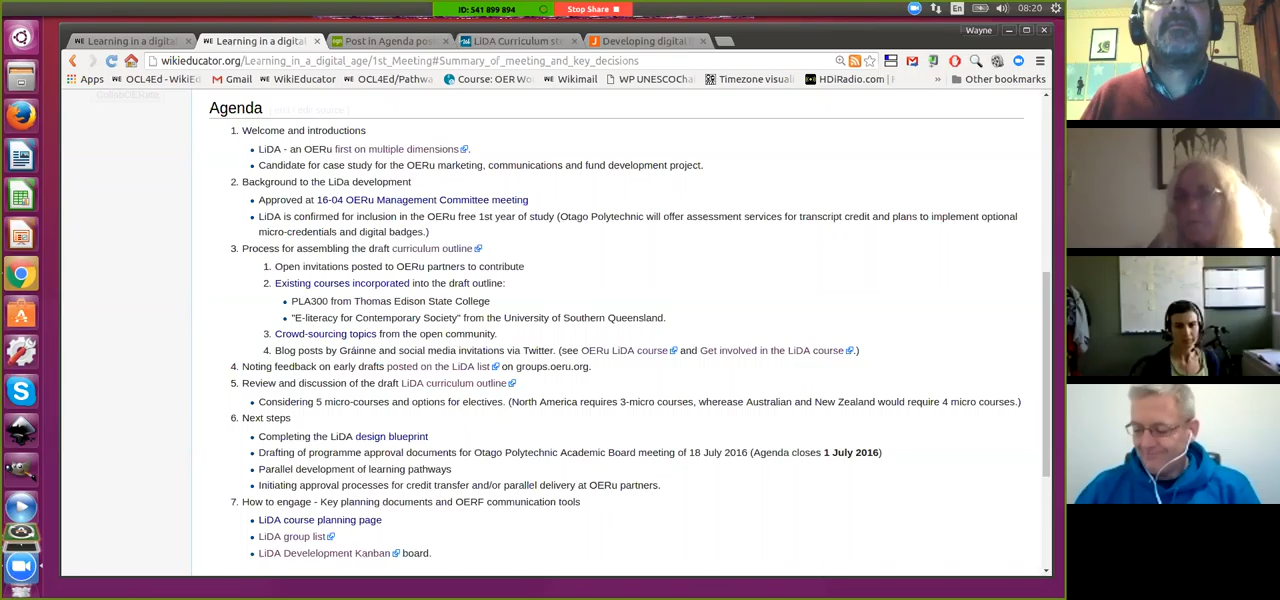 ID: 541 899 894
Stop Share
En
08:20
Wayne
WE Learning in a digital
WE Learning in a digital
Post in Agenda pos
LiDA Curriculum st
Developing digital
wikieducator.org/Learning_in_a_digital_age/1st_Meeting#Summary_of_meeting_and_key_decisions
Apps
WE OCL4Ed - WikiEd
Gmail
WE WikiEducator
WE OCL4Ed/Pathwa
Course: OER Wo
WE Wikimail
WP UNESCOChai
Timezone visuali
HDiRadio.com |
»
Other bookmarks
CollabOEState
Agenda [ edit | edit source ]
1. Welcome and introductions
• LiDA - an OERu first on multiple dimensions.
• Candidate for case study for the OERu marketing, communications and fund development project.
2. Background to the LiDa development
• Approved at 16-04 OERu Management Committee meeting
• LiDA is confirmed for inclusion in the OERu free 1st year of study (Otago Polytechnic will offer assessment services for transcript credit and plans to implement optional
micro-credentials and digital badges.)
3. Process for assembling the draft curriculum outline
1. Open invitations posted to OERu partners to contribute
2. Existing courses incorporated into the draft outline:
• PLA300 from Thomas Edison State College
• "E-literacy for Contemporary Society" from the University of Southern Queensland.
3. Crowd-sourcing topics from the open community.
4. Blog posts by Gráinne and social media invitations via Twitter. (see OERu LiDA course and Get involved in the LiDA course.)
4. Noting feedback on early drafts posted on the LiDA list on groups.oeru.org.
5. Review and discussion of the draft LiDA curriculum outline
• Considering 5 micro-courses and options for electives. (North America requires 3-micro courses, wherease Australian and New Zealand would require 4 micro courses.)
6. Next steps
• Completing the LiDA design blueprint
• Drafting of programme approval documents for Otago Polytechnic Academic Board meeting of 18 July 2016 (Agenda closes 1 July 2016)
• Parallel development of learning pathways
• Initiating approval processes for credit transfer and/or parallel delivery at OERu partners.
7. How to engage - Key planning documents and OERF communication tools
• LiDA course planning page
• LiDA group list
• LiDA Develelopment Kanban board.